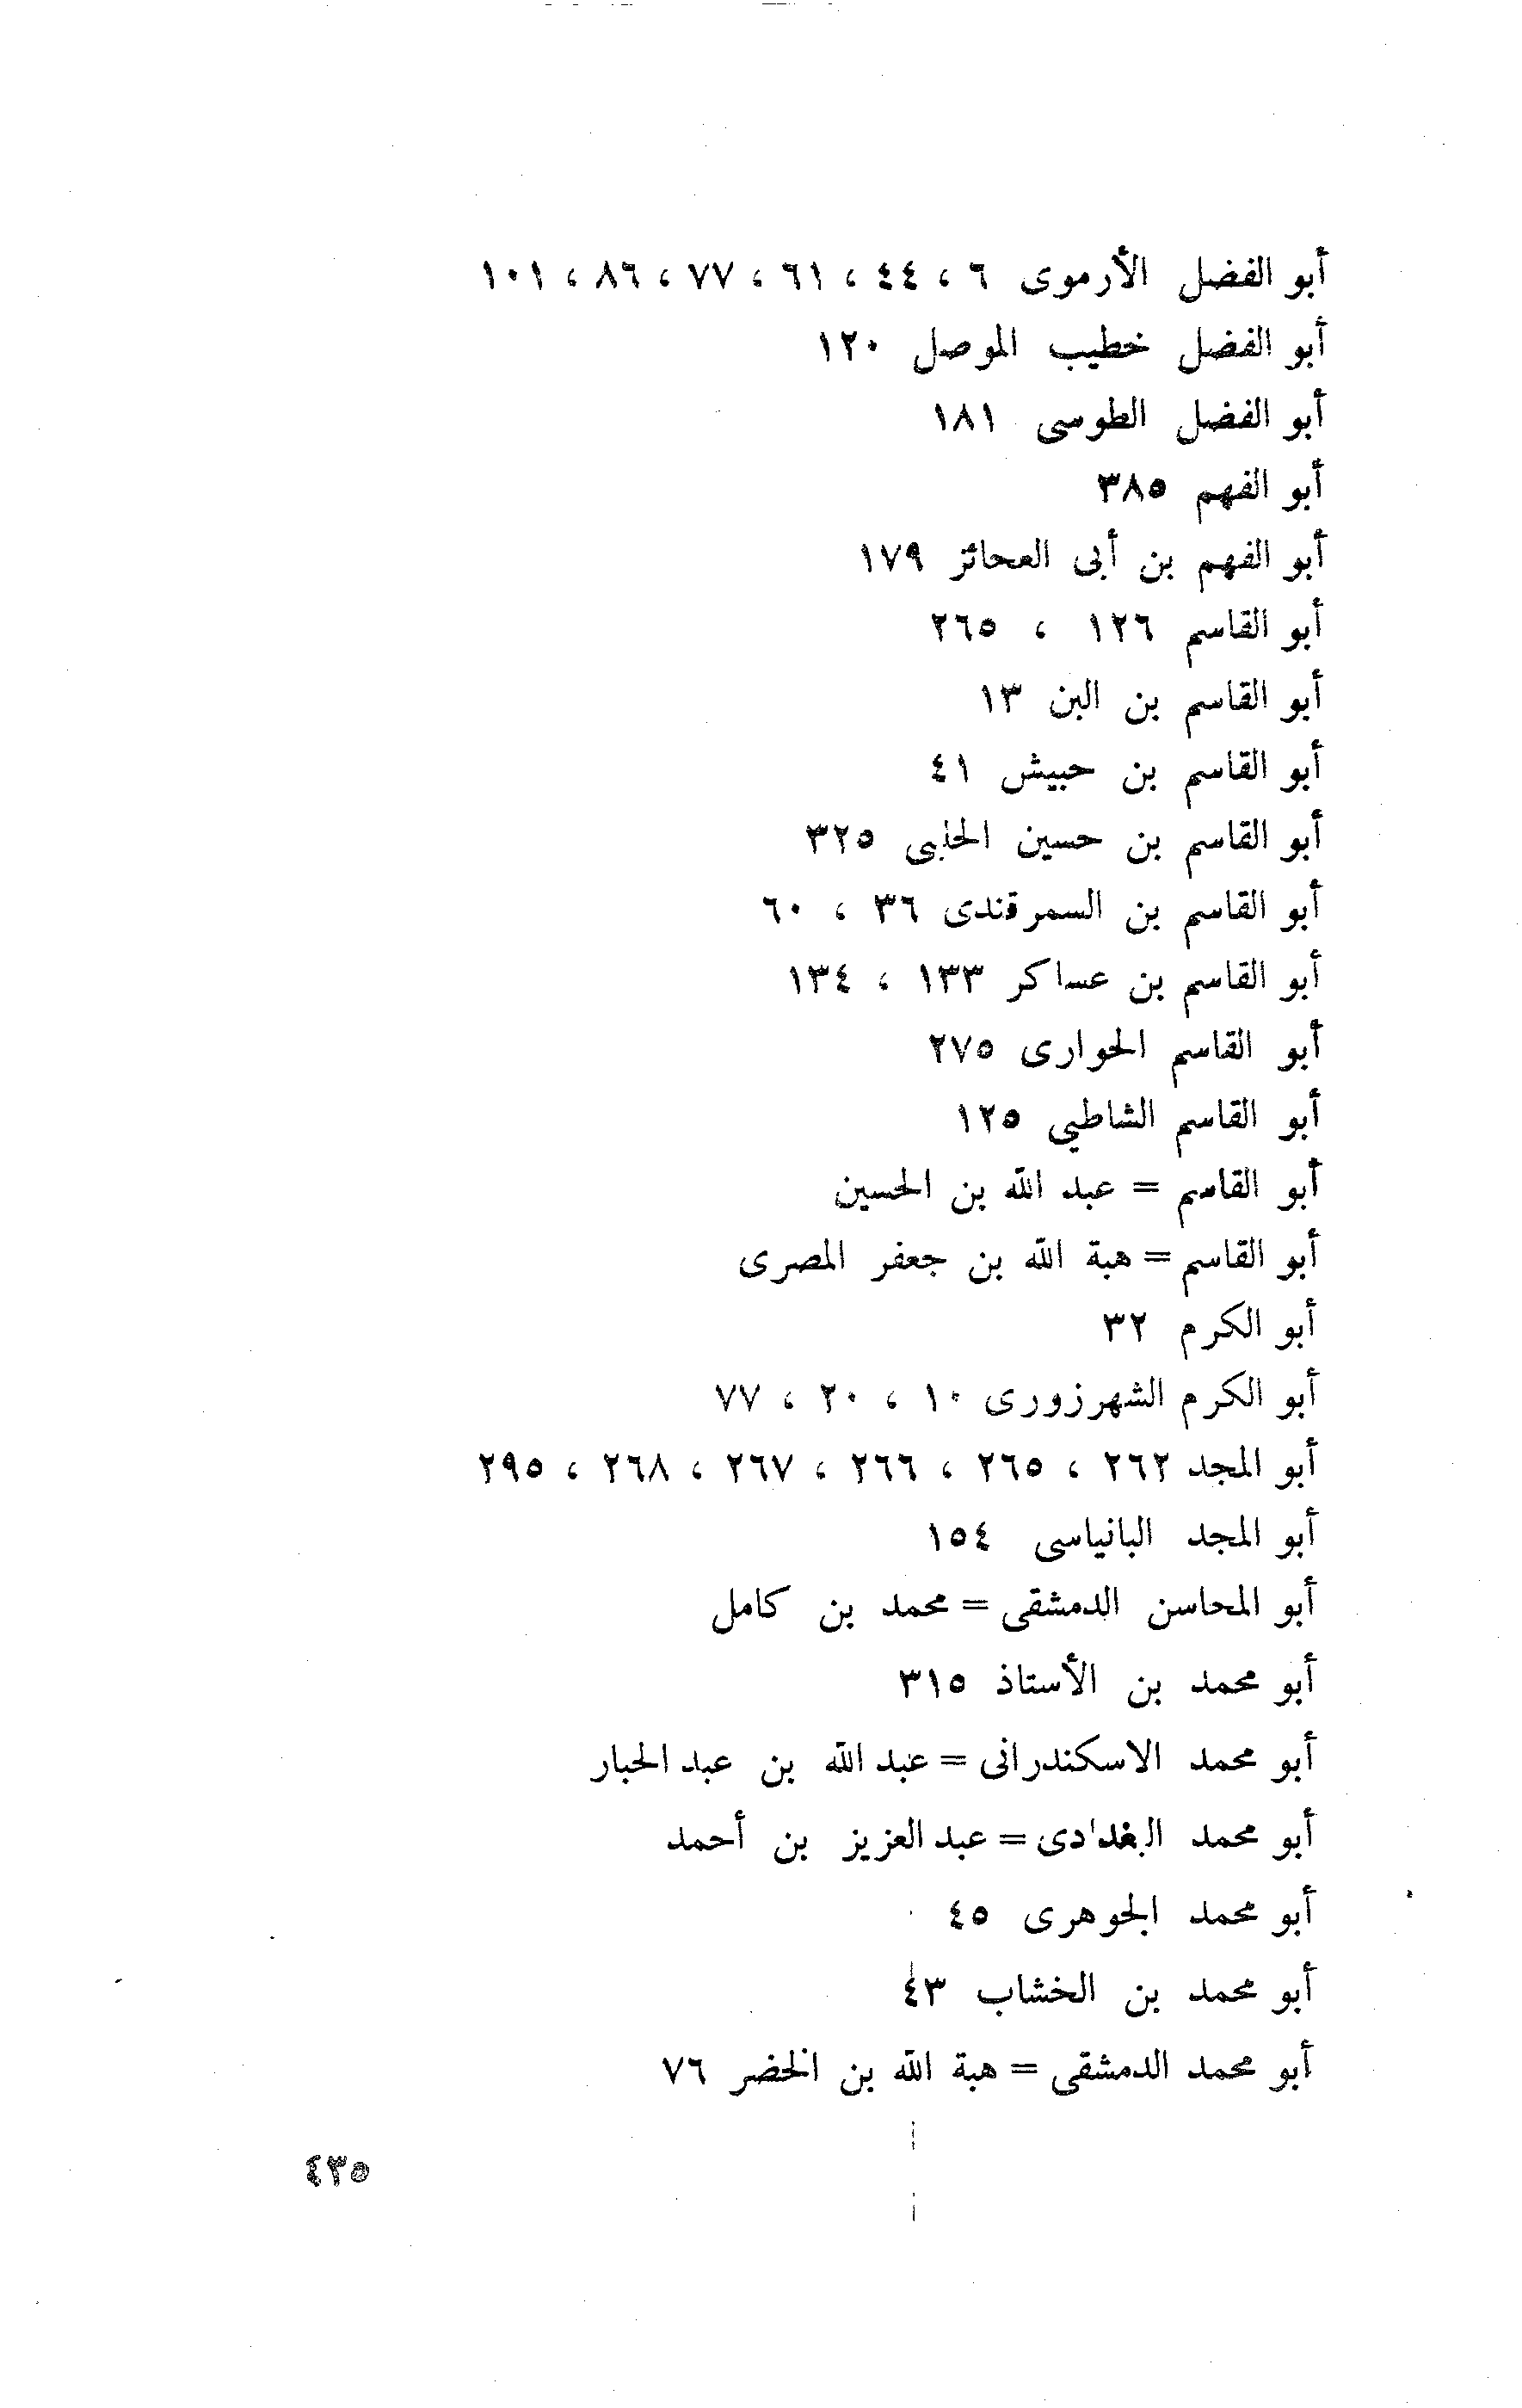 أبو الفضل الأرموى ٦ ، ٤٤ ، ٦١ ، ٧٧ ، ٨٦ ، ١٠١
أبو الفضل خطيب الموصل ١٢٠
أبو الفضل الطوسى ١٨١
أبو الفهم ٣٨٥
أبو الفهم بن أبى العحائز ١٧٩
أبو القاسم ١٢٦ ، ٢٦٥
أبو القاسم بن البن ١٣
أبو القاسم بن حبيش ٤١
أبو القاسم بن حسين الحلبى ٣٢٥
أبو القاسم بن السمرقندى ٣٦ ، ٦٠
أبو القاسم بن عساكر ١٣٣ ، ١٣٤
أبو القاسم الحوارى ٢٧٥
أبو القاسم الشاطبي ١٢٥
أبو القاسم = عبد الله بن الحسين
أبو القاسم = هبة الله بن جعفر المصرى
أبو الكرم ٣٢
أبو الكرم الشهرزورى ١٠ ، ٢٠ ، ٧٧
أبو المجد ٢٦٢ ، ٢٦٥ ، ٢٦٦ ، ٢٦٧ ، ٢٦٨ ، ٢٩٥
أبو المجد البانياسى ١٥٤
أبو المحاسن الدمشقى = محمد بن كامل
أبو محمد بن الأستاذ ٣١٥
أبو محمد الاسكندرانى = عبد الله بن عبد الحبار
أبو محمد البغدادى = عبد العزيز بن أحمد
أبو محمد الجوهرى ٤٥
أبو محمد بن الخشاب ٤٣
أبو محمد الدمشقى = هبة الله بن الخضر ٧٦
٤٣٥